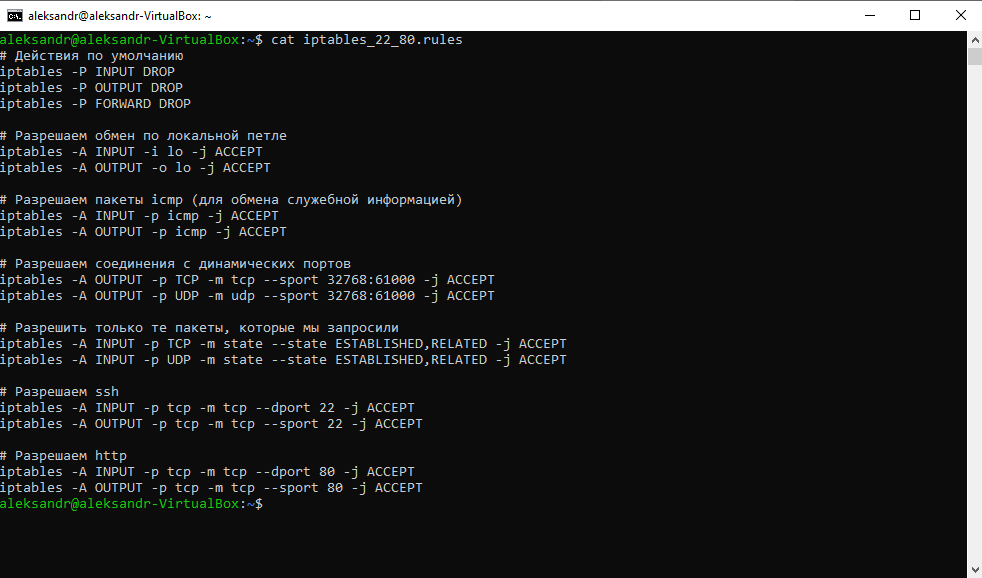 aleksandr@aleksandr-VirtualBox: ~
aleksandr@aleksandr-VirtualBox:~$ cat iptables_22_80.rules
# Действия по умолчанию
iptables -P INPUT DROP
iptables -P OUTPUT DROP
iptables -P FORWARD DROP
# Разрешаем обмен по локальной петле
iptables -A INPUT -i lo -j ACCEPT
iptables -A OUTPUT -o lo -j ACCEPT
# Разрешаем пакеты icmp (для обмена служебной информацией)
iptables -A INPUT -p icmp -j ACCEPT
iptables -A OUTPUT -p icmp -j ACCEPT
# Разрешаем соединения с динамических портов
iptables -A OUTPUT -p TCP -m tcp --sport 32768:61000 -j ACCEPT
iptables -A OUTPUT -p UDP -m udp --sport 32768:61000 -j ACCEPT
# Разрешить только те пакеты, которые мы запросили
iptables -A INPUT -p TCP -m state --state ESTABLISHED,RELATED -j ACCEPT
iptables -A INPUT -p UDP -m state --state ESTABLISHED,RELATED -j ACCEPT
# Разрешаем ssh
iptables -A INPUT -p tcp -m tcp --dport 22 -j ACCEPT
iptables -A OUTPUT -p tcp -m tcp --sport 22 -j ACCEPT
# Разрешаем http
iptables -A INPUT -p tcp -m tcp --dport 80 -j ACCEPT
iptables -A OUTPUT -p tcp -m tcp --sport 80 -j ACCEPT
aleksandr@aleksandr-VirtualBox:~$